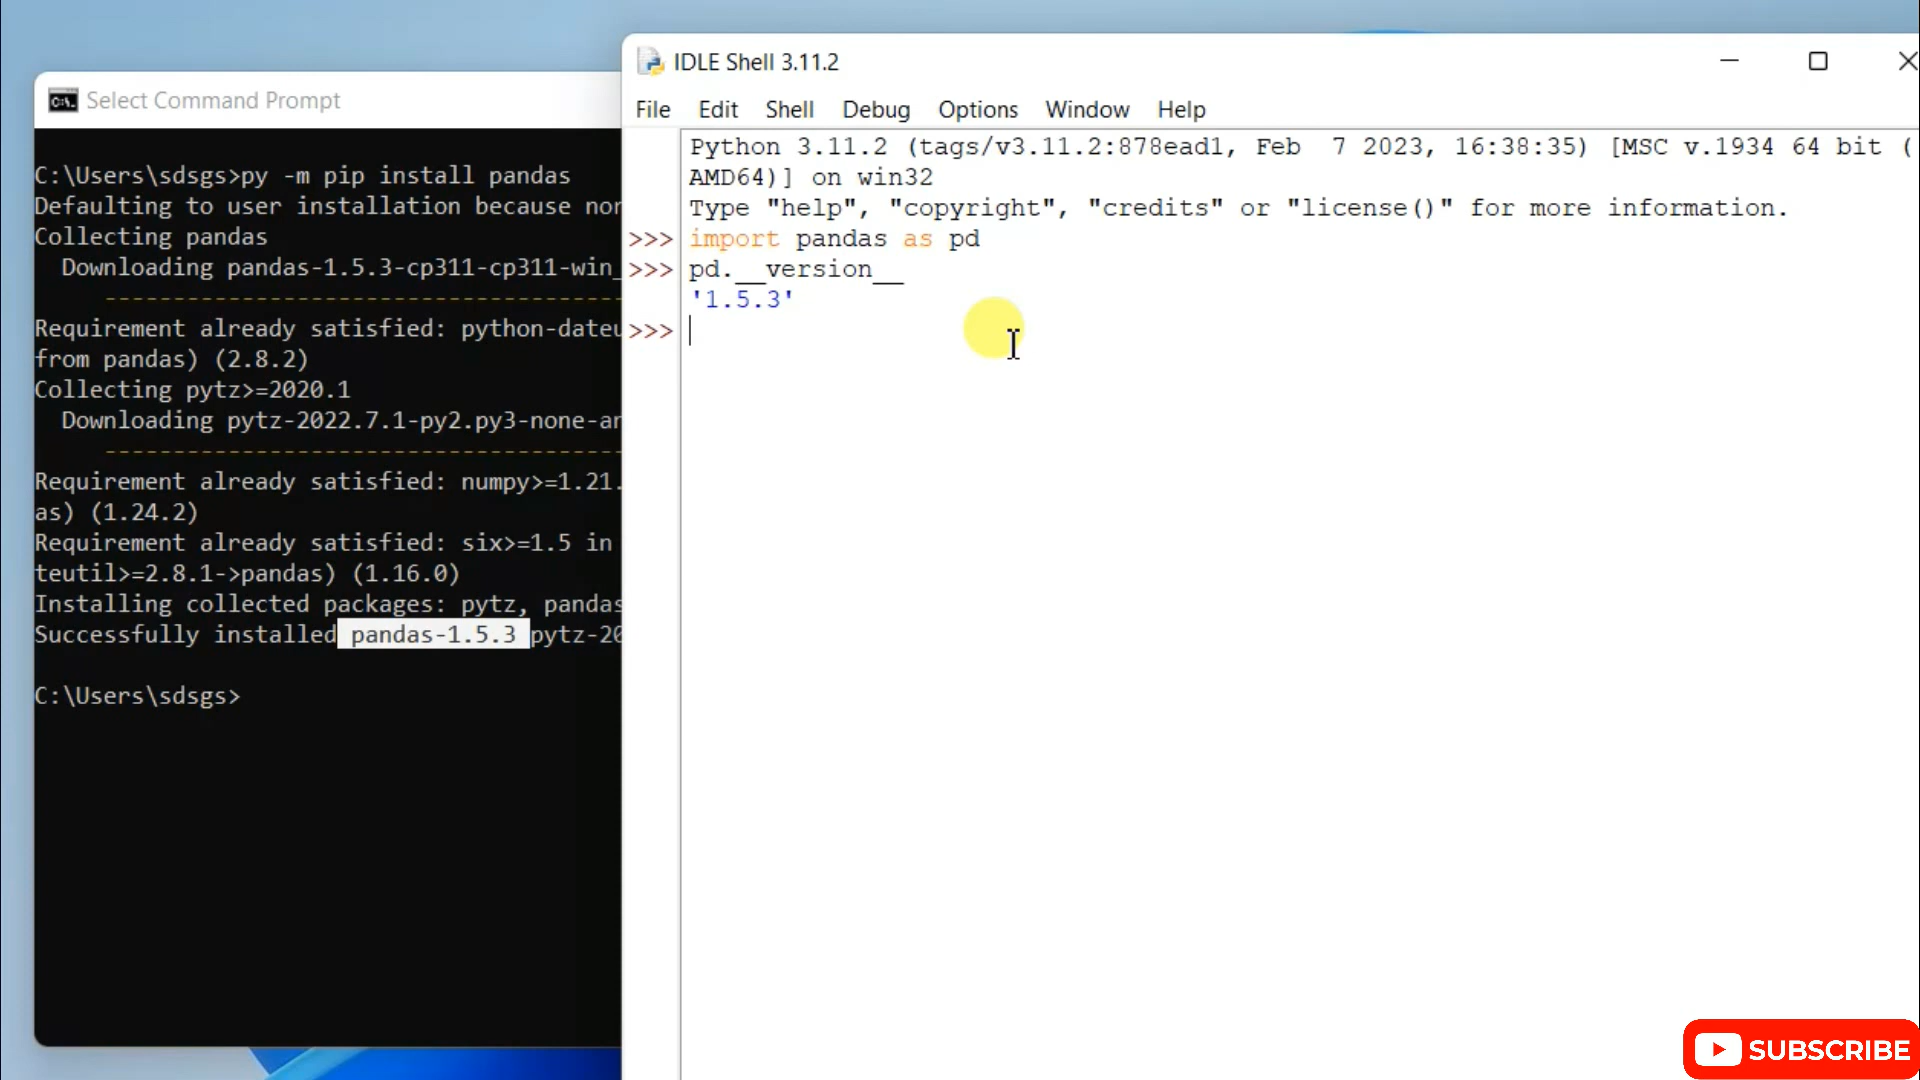 Select Command Prompt
C:\Users\sdsgs>py -m pip install pandas
Defaulting to user installation because nor
Collecting pandas
Downloading pandas-1.5.3-cp311-cp311-win_
Requirement already satisfied: python-dateu
from pandas) (2.8.2)
Collecting pytz>=2020.1
Downloading pytz-2022.7.1-py2.py3-none-an
Requirement already satisfied: numpy>=1.21.
as) (1.24.2)
Requirement already satisfied: six>=1.5 in
teutil>=2.8.1->pandas) (1.16.0)
Installing collected packages: pytz, pandas
Successfully installed pandas-1.5.3 pytz-20
C:\Users\sdsgs>
IDLE Shell 3.11.2
File Edit Shell Debug Options Window Help
Python 3.11.2 (tags/v3.11.2:878ead1, Feb  7 2023, 16:38:35) [MSC v.1934 64 bit (
AMD64)] on win32
Type "help", "copyright", "credits" or "license()" for more information.
>>> import pandas as pd
>>> pd.__version__
'1.5.3'
>>>
SUBSCRIBE